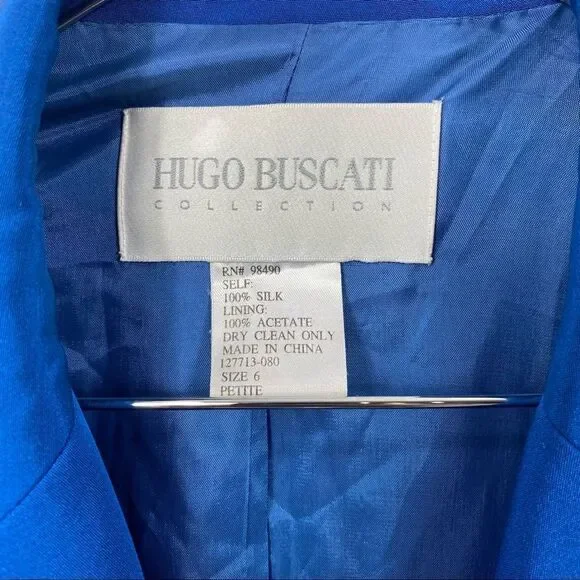 HUGO BUSCATI
COLLECTION
RN# 98490
SELF:
100% SILK
LINING:
100% ACETATE
DRY CLEAN ONLY
MADE IN CHINA
127713-080
SIZE 6
PETITE